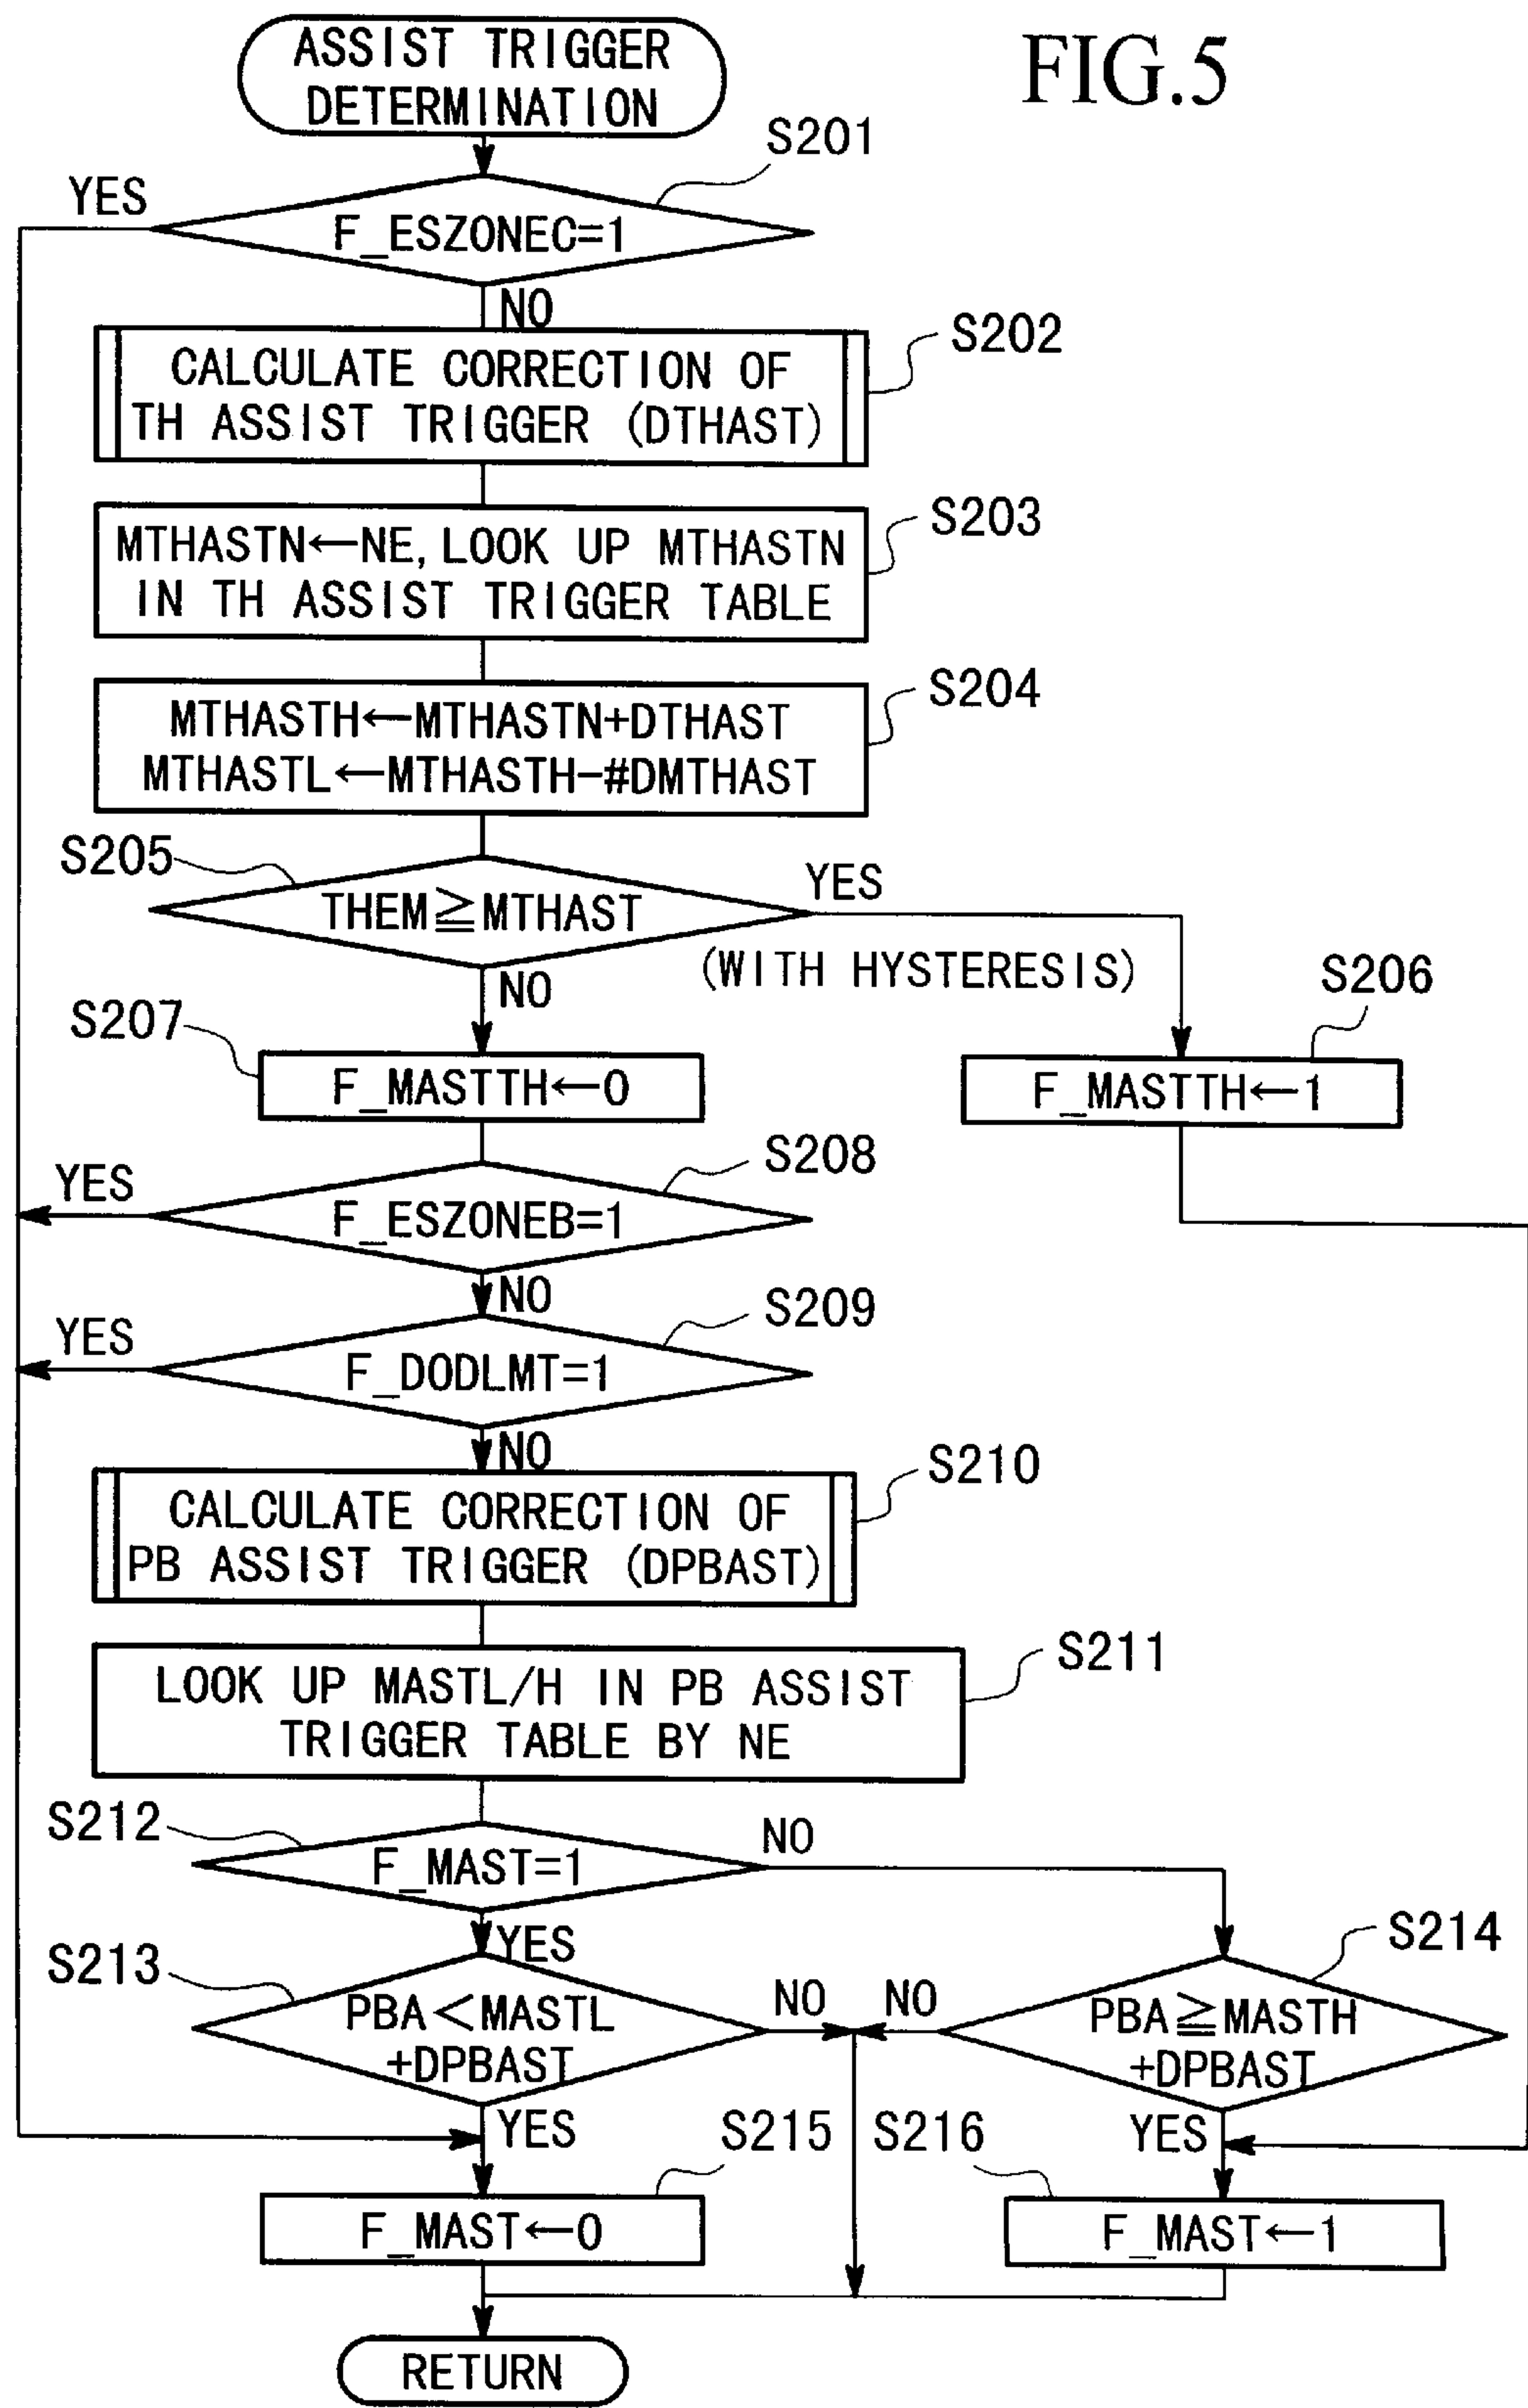 FIG.5
ASSIST TRIGGER
DETERMINATION
S201
YES
F_ESZONEC=1
NO
S202
CALCULATE CORRECTION OF
TH ASSIST TRIGGER (DTHAST)
S203
MTHASTN←NE, LOOK UP MTHASTN
IN TH ASSIST TRIGGER TABLE
S204
MTHASTH←MTHASTN+DTHAST
MTHASTL←MTHASTH-#DMTHAST
S205
THEM≧MTHAST
YES
(WITH HYSTERESIS)
NO
S206
S207
F_MASTTH←0
F_MASTTH←1
S208
YES
F_ESZONEB=1
NO
S209
YES
F_DODLMT=1
NO
S210
CALCULATE CORRECTION OF
PB ASSIST TRIGGER (DPBAST)
S211
LOOK UP MASTL/H IN PB ASSIST
TRIGGER TABLE BY NE
S212
F_MAST=1
NO
YES
S213
S214
PBA<MASTL
+DPBAST
NO
NO
PBA≧MASTH
+DPBAST
YES
S215
S216
YES
F_MAST←0
F_MAST←1
RETURN